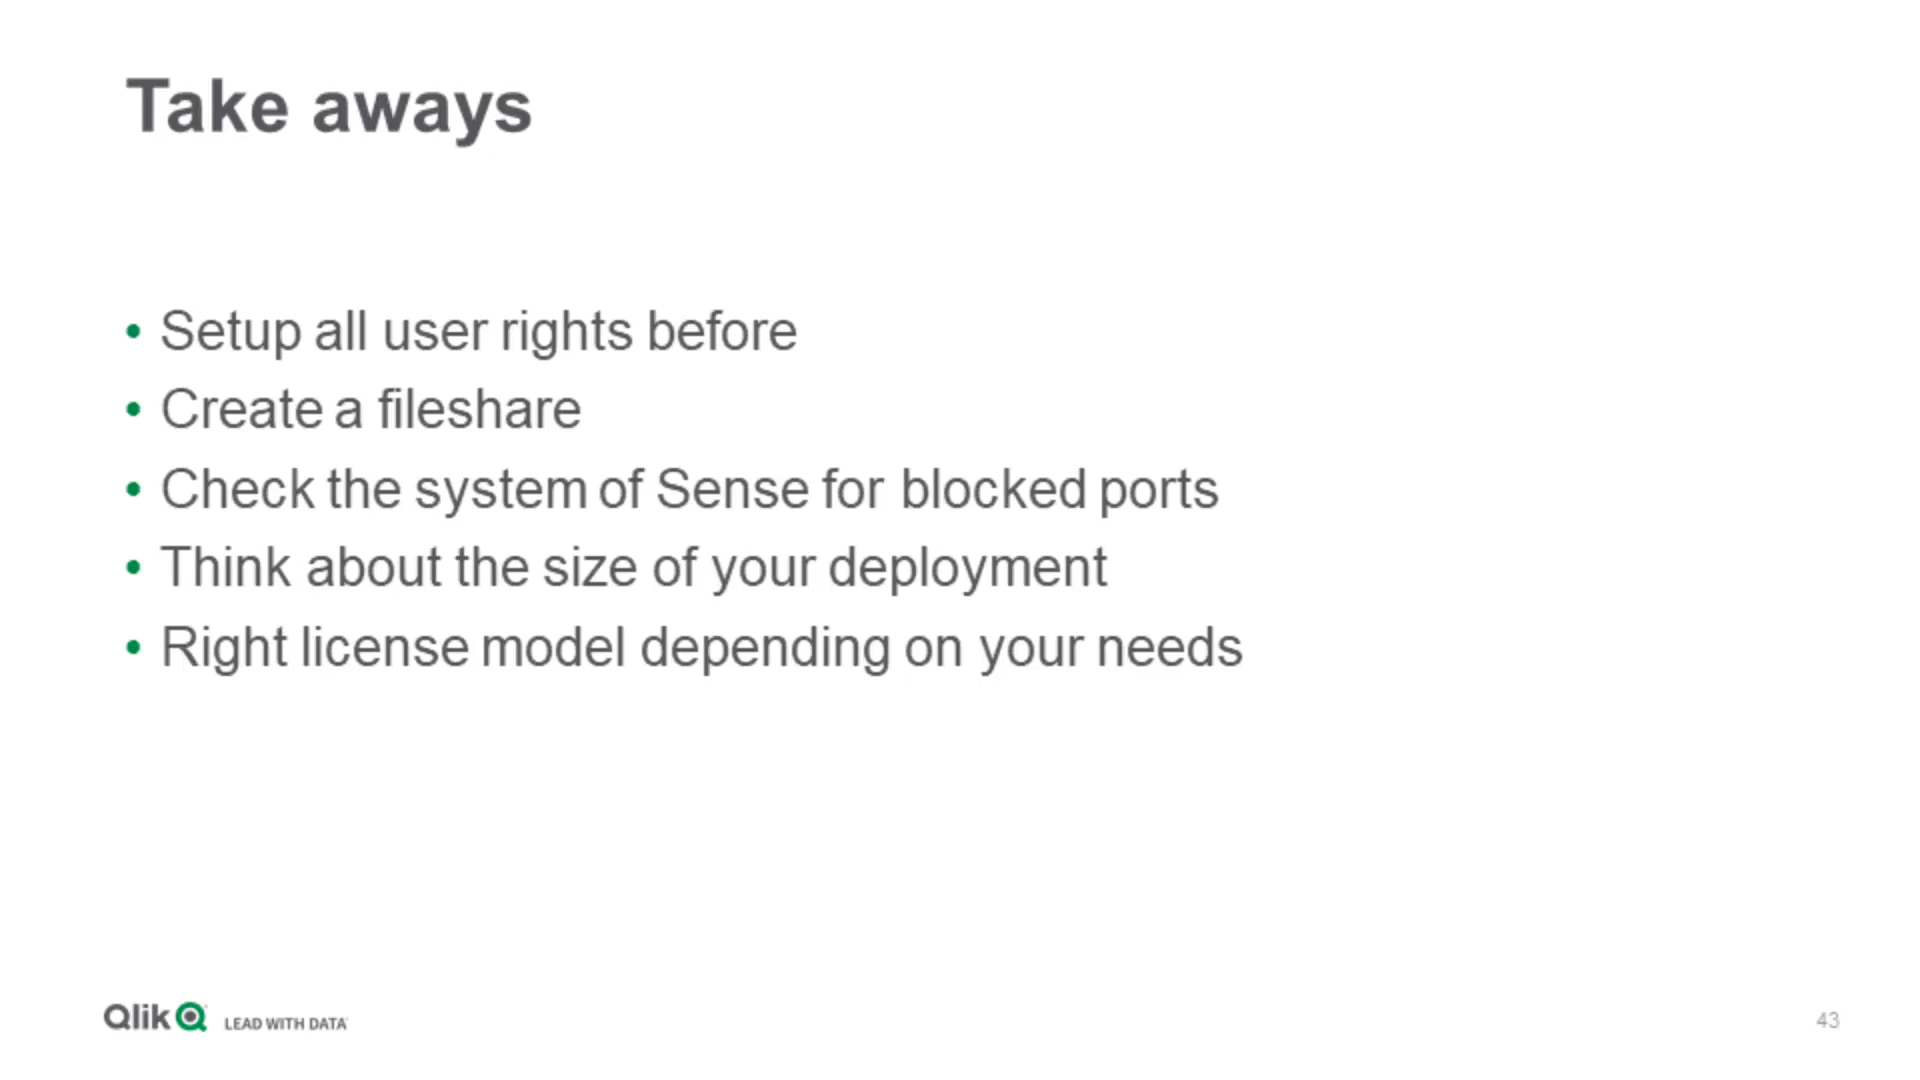 Take aways
• Setup all user rights before
• Create a fileshare
• Check the system of Sense for blocked ports
• Think about the size of your deployment
• Right license model depending on your needs
Qlik LEAD WITH DATA
43